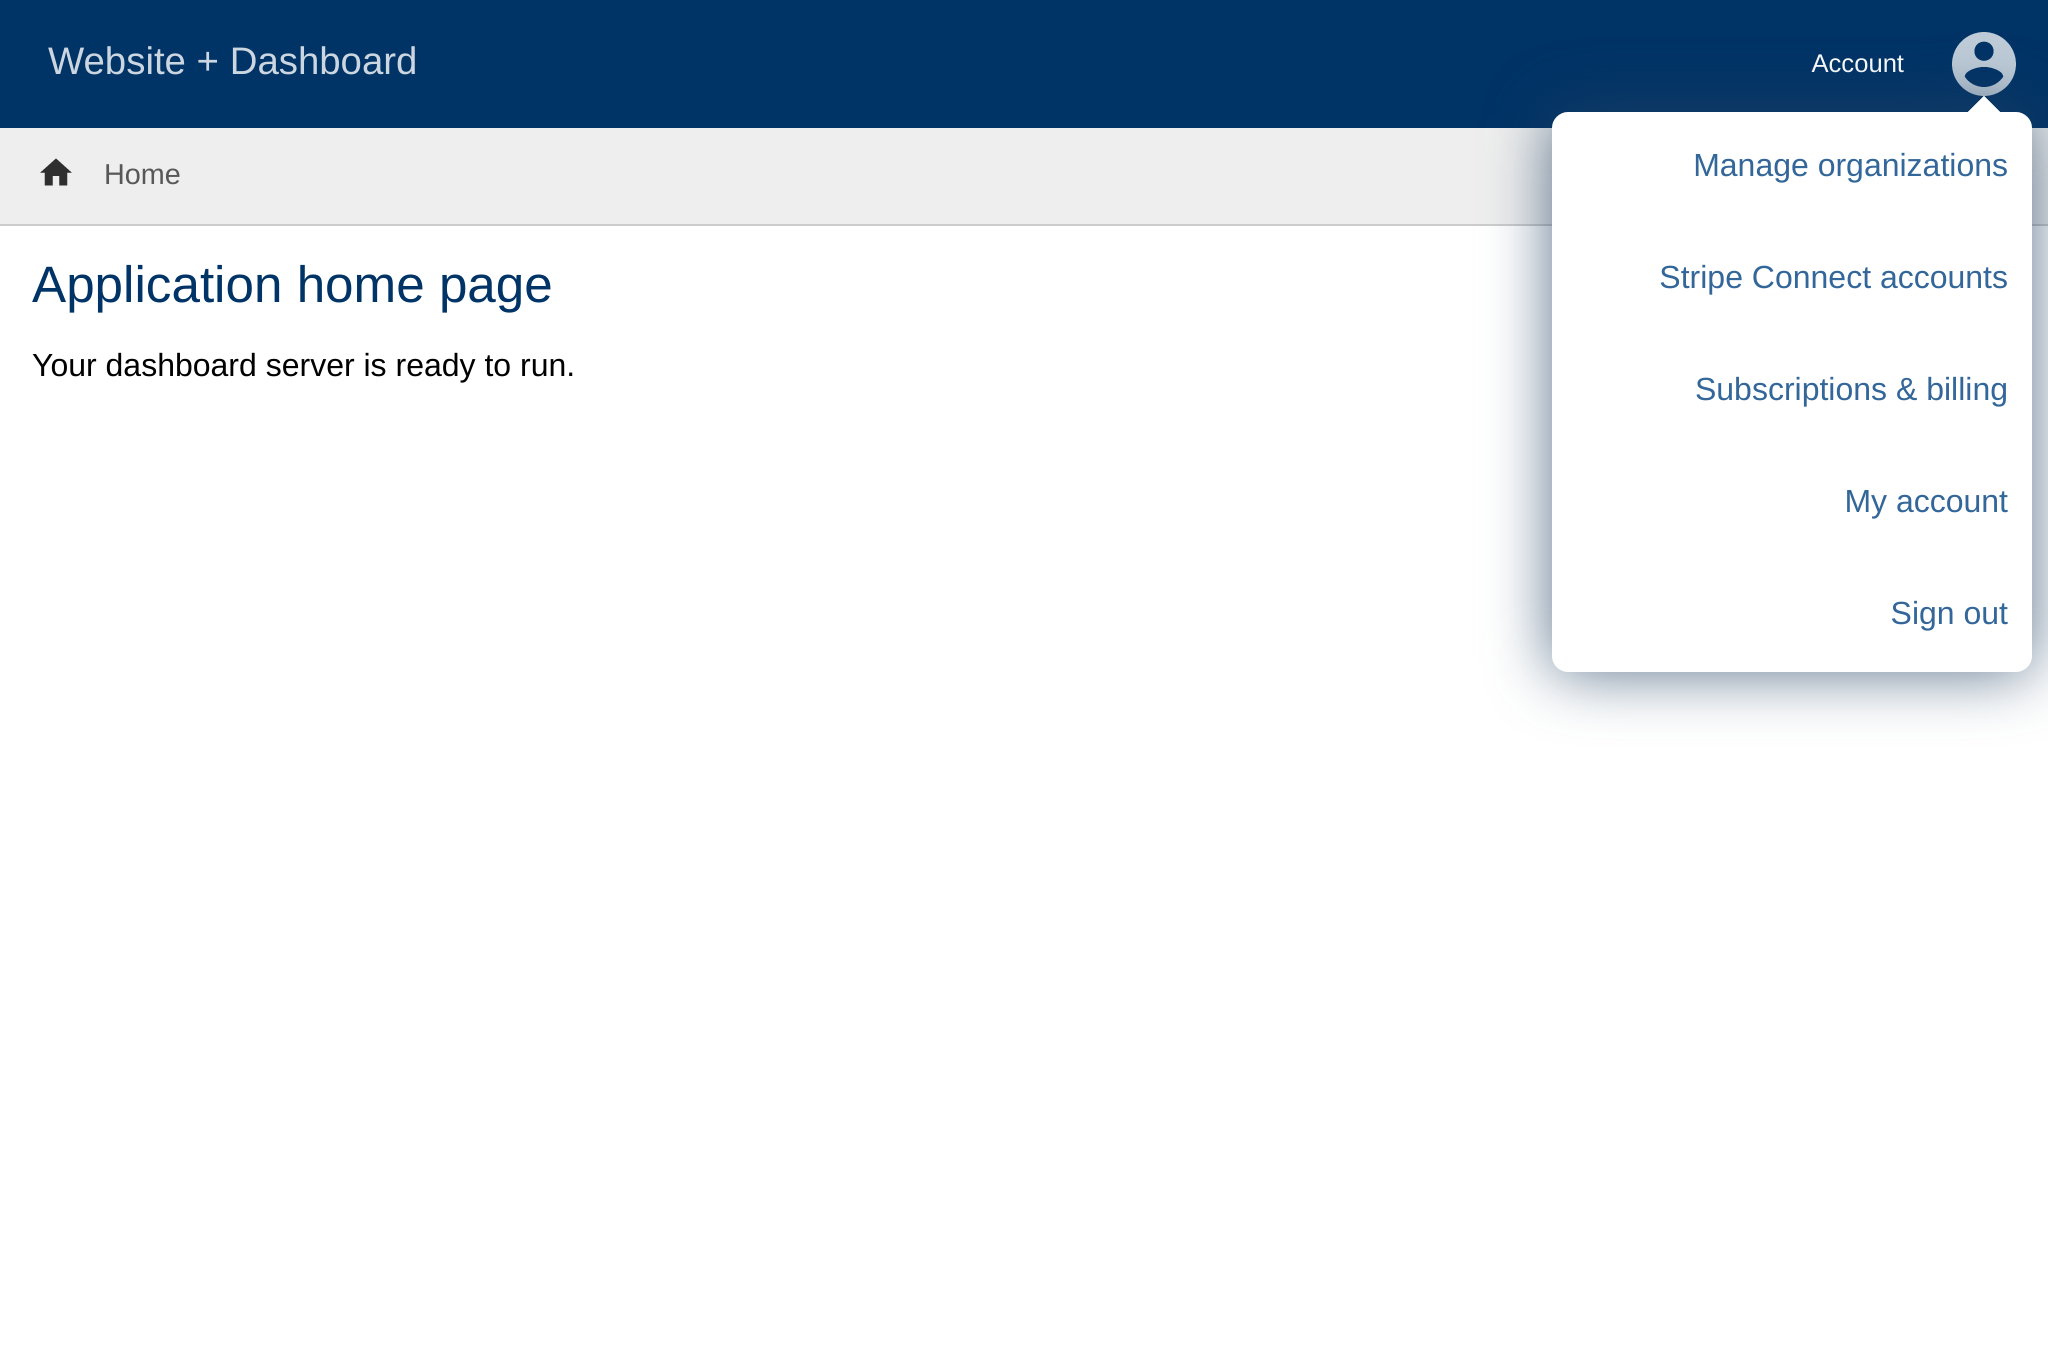 Website + Dashboard
Account
Home
Manage organizations
Stripe Connect accounts
Subscriptions & billing
My account
Sign out
Application home page
Your dashboard server is ready to run.